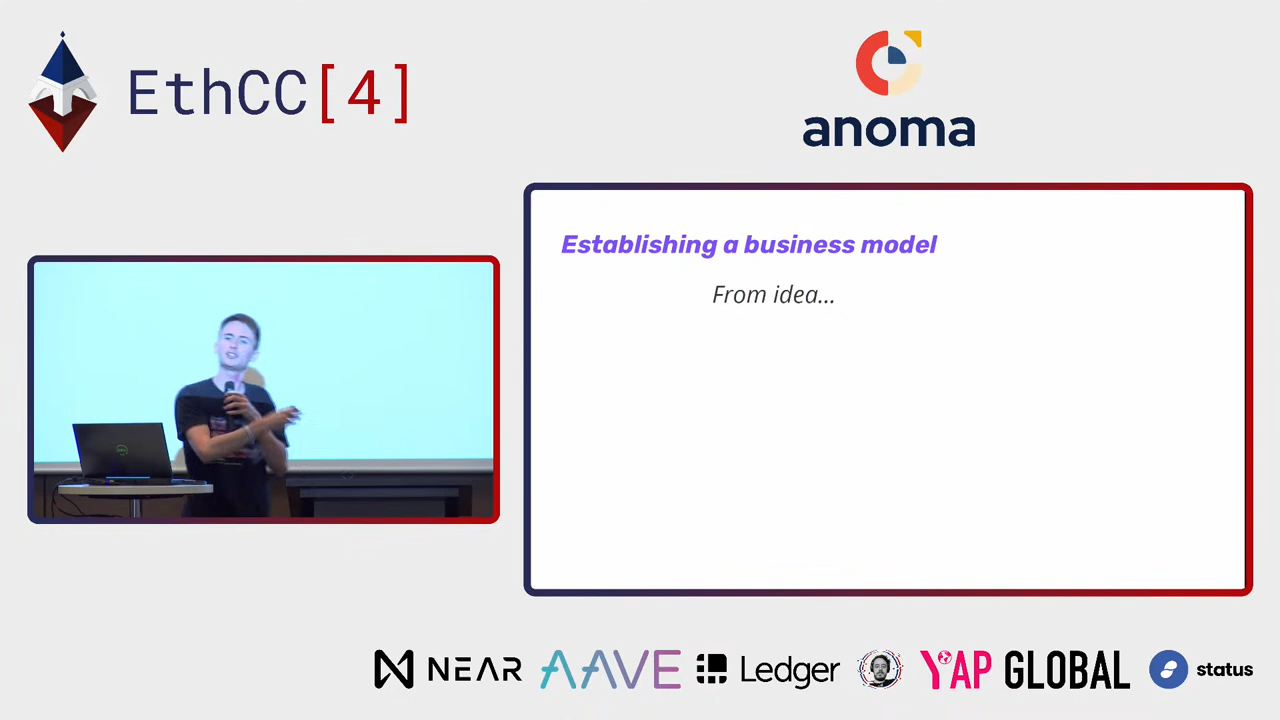 EthCC[4]
anoma
Establishing a business model
From idea...
NEAR
AAVE
Ledger
YAP GLOBAL
status